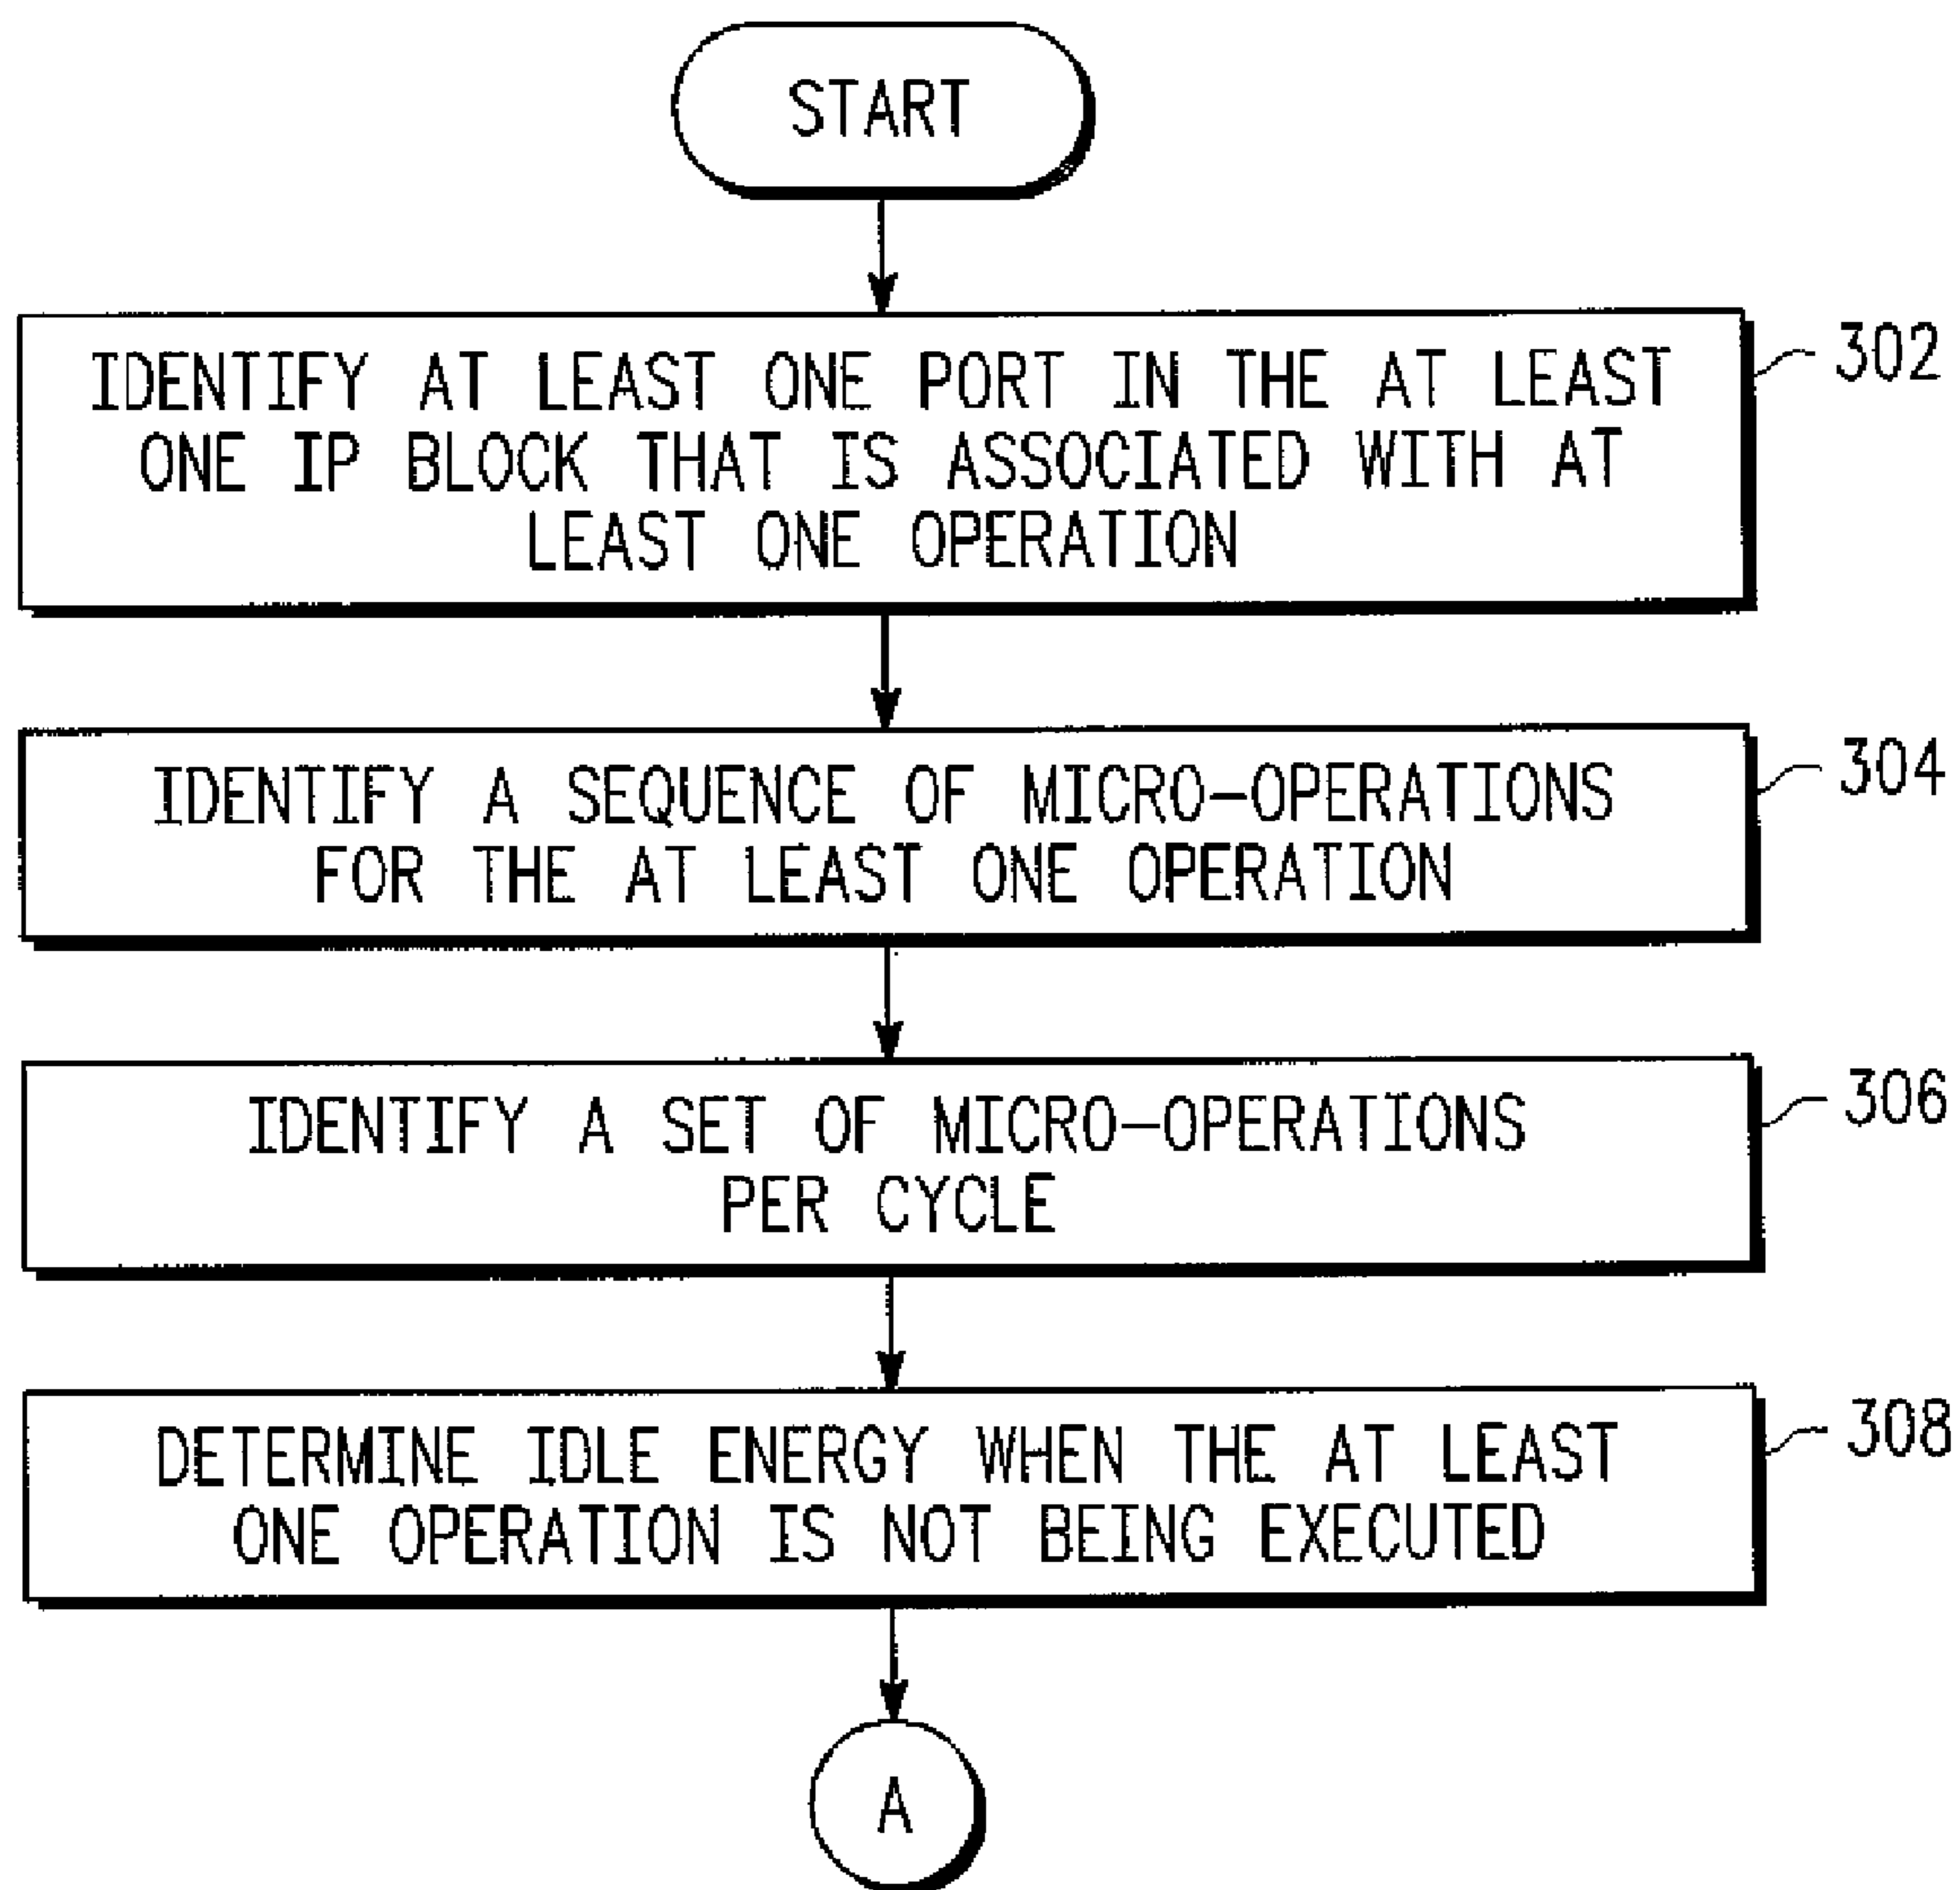 START
IDENTIFY AT LEAST ONE PORT IN THE AT LEAST
ONE IP BLOCK THAT IS ASSOCIATED WITH AT
LEAST ONE OPERATION
302
IDENTIFY A SEQUENCE OF MICRO-OPERATIONS
FOR THE AT LEAST ONE OPERATION
304
IDENTIFY A SET OF MICRO-OPERATIONS
PER CYCLE
306
DETERMINE IDLE ENERGY WHEN THE AT LEAST
ONE OPERATION IS NOT BEING EXECUTED
308
A